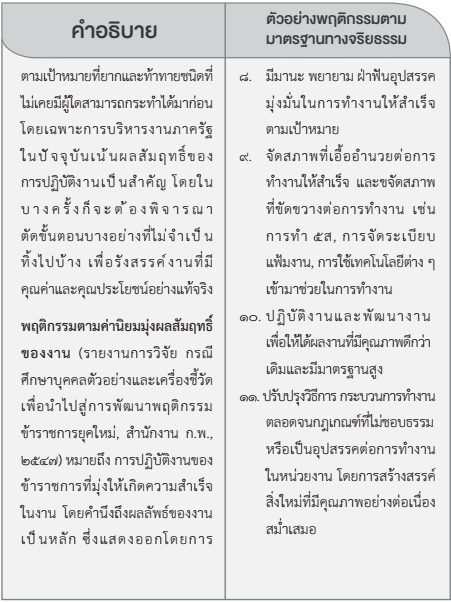 คำอธิบาย
ตามเป้าหมายที่ยากและท้าทายชนิดที่
ไม่เคยมีผู้ใดสามารถกระทำได้มาก่อน
โดยเฉพาะการบริหารงานภาครัฐ
ในปัจจุบันเน้นผลสัมฤทธิ์ของ
การปฏิบัติงานเป็นสำคัญ โดยใน
บางครั้งก็จะต้องพิจารณา
ตัดขั้นตอนบางอย่างที่ไม่จำเป็น
ทิ้งไปบ้าง เพื่อรังสรรค์งานที่มี
คุณค่าและคุณประโยชน์อย่างแท้จริง
พฤติกรรมตามค่านิยมมุ่งผลสัมฤทธิ์
ของงาน (รายงานการวิจัย กรณี
ศึกษาบุคคลตัวอย่างและเครื่องชี้วัด
เพื่อนำไปสู่การพัฒนาพฤติกรรม
ข้าราชการยุคใหม่, สำนักงาน ก.พ.,
๒๕๔๗) หมายถึง การปฏิบัติงานของ
ข้าราชการที่มุ่งให้เกิดความสำเร็จ
ในงาน โดยคำนึงถึงผลลัพธ์ของงาน
เป็นหลัก ซึ่งแสดงออกโดยการ
ตัวอย่างพฤติกรรมตาม
มาตรฐานทางจริยธรรม
๘. มีมานะ พยายาม ฝ่าฟันอุปสรรค
มุ่งมั่นในการทำงานให้สำเร็จ
ตามเป้าหมาย
๙. จัดสภาพที่เอื้ออำนวยต่อการ
ทำงานให้สำเร็จ และขจัดสภาพ
ที่ขัดขวางต่อการทำงาน เช่น
การทำ ๕ส, การจัดระเบียบ
แฟ้มงาน, การใช้เทคโนโลยีต่าง ๆ
เข้ามาช่วยในการทำงาน
๑๐. ปฏิบัติงานและพัฒนางาน
เพื่อให้ได้ผลงานที่มีคุณภาพดีกว่า
เดิมและมีมาตรฐานสูง
๑๑. ปรับปรุงวิธีการ กระบวนการทำงาน
ตลอดจนกฎเกณฑ์ที่ไม่ชอบธรรม
หรือเป็นอุปสรรคต่อการทำงาน
ในหน่วยงาน โดยการสร้างสรรค์
สิ่งใหม่ที่มีคุณภาพอย่างต่อเนื่อง
สม่ำเสมอ